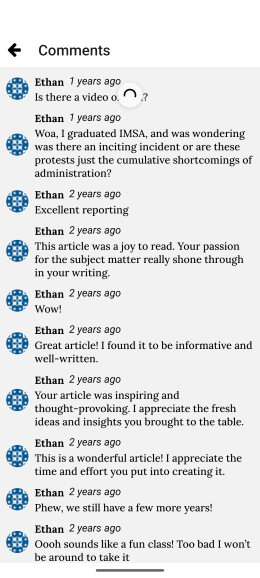 Comments
Ethan 1 years ago
Is there a video o ?
Ethan 1 years ago
Woa, I graduated IMSA, and was wondering
was there an inciting incident or are these
protests just the cumulative shortcomings of
administration?
Ethan 2 years ago
Excellent reporting
Ethan 2 years ago
This article was a joy to read. Your passion
for the subject matter really shone through
in your writing.
Ethan 2 years ago
Wow!
Ethan 2 years ago
Great article! I found it to be informative and
well-written.
Ethan 2 years ago
Your article was inspiring and
thought-provoking. I appreciate the fresh
ideas and insights you brought to the table.
Ethan 2 years ago
This is a wonderful article! I appreciate the
time and effort you put into creating it.
Ethan 2 years ago
Phew, we still have a few more years!
Ethan 2 years ago
Oooh sounds like a fun class! Too bad I won't
be around to take it